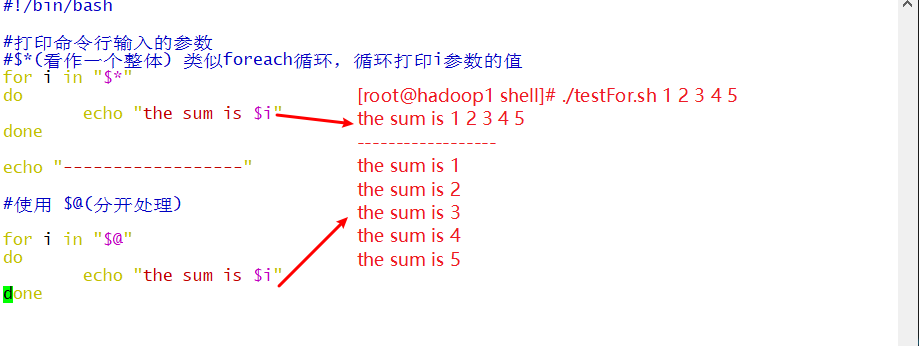 #!/bin/bash
#打印命令行输入的参数
#$*(看作一个整体) 类似foreach循环，循环打印i参数的值
for i in "$*"
do
echo "the sum is $i"
done
echo "------------------"
#使用 $@(分开处理)
for i in "$@"
do
echo "the sum is $i"
done
[root@hadoop1 shell]# ./testFor.sh 1 2 3 4 5
the sum is 1 2 3 4 5
------------------
the sum is 1
the sum is 2
the sum is 3
the sum is 4
the sum is 5